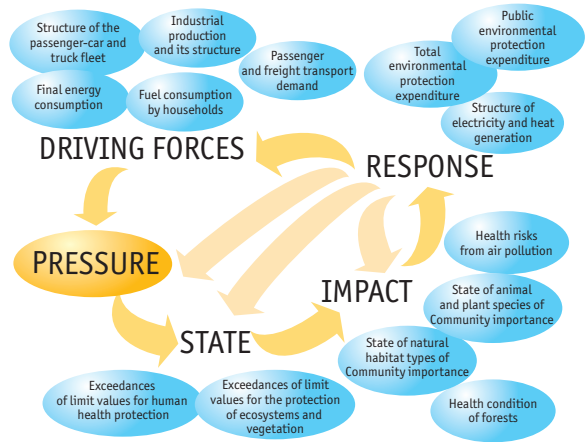 Structure of the
passenger-car and
truck fleet
Industrial
production
and its structure
Passenger
and freight transport
demand
Final energy
consumption
Fuel consumption
by households
Public
environmental
protection
expenditure
Total
environmental
protection
expenditure
Structure of
electricity and heat
generation
DRIVING FORCES
RESPONSE
PRESSURE
IMPACT
STATE
Health risks
from air pollution
State of animal
and plant species of
Community importance
State of natural
habitat types of
Community importance
Health condition
of forests
Exceedances
of limit values for human
health protection
Exceedances of limit
values for the protection
of ecosystems and
vegetation